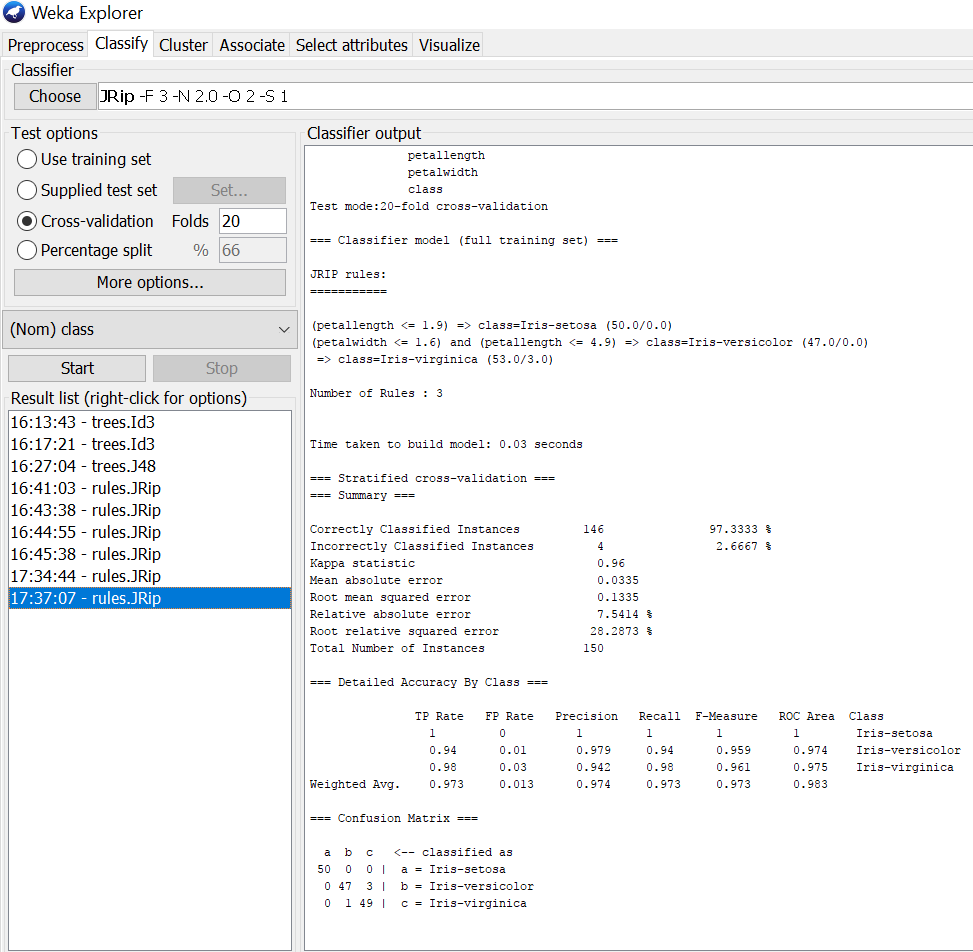 Weka Explorer
Preprocess Classify Cluster Associate Select attributes Visualize
Classifier
Choose JRip -F 3 -N 2.0 -O 2 -S 1
Test options
Use training set
Supplied test set Set...
Cross-validation Folds 20
Percentage split % 66
More options...
(Nom) class
Start Stop
Result list (right-click for options)
16:13:43 - trees.Id3
16:17:21 - trees.Id3
16:27:04 - trees.J48
16:41:03 - rules.JRip
16:43:38 - rules.JRip
16:44:55 - rules.JRip
16:45:38 - rules.JRip
17:34:44 - rules.JRip
17:37:07 - rules.JRip
Classifier output
petallength
petalwidth
class
Test mode:20-fold cross-validation
=== Classifier model (full training set) ===
JRIP rules:
===========
(petallength <= 1.9) => class=Iris-setosa (50.0/0.0)
(petalwidth <= 1.6) and (petallength <= 4.9) => class=Iris-versicolor (47.0/0.0)
=> class=Iris-virginica (53.0/3.0)
Number of Rules : 3
Time taken to build model: 0.03 seconds
=== Stratified cross-validation ===
=== Summary ===
Correctly Classified Instances 146 97.3333 %
Incorrectly Classified Instances 4 2.6667 %
Kappa statistic 0.96
Mean absolute error 0.0335
Root mean squared error 0.1335
Relative absolute error 7.5414 %
Root relative squared error 28.2873 %
Total Number of Instances 150
=== Detailed Accuracy By Class ===
TP Rate FP Rate Precision Recall F-Measure ROC Area Class
1 0 1 1 1 1 Iris-setosa
0.94 0.01 0.979 0.94 0.959 0.974 Iris-versicolor
0.98 0.03 0.942 0.98 0.961 0.975 Iris-virginica
Weighted Avg. 0.973 0.013 0.974 0.973 0.973 0.983
=== Confusion Matrix ===
a b c <-- classified as
50 0 0 | a = Iris-setosa
0 47 3 | b = Iris-versicolor
0 1 49 | c = Iris-virginica